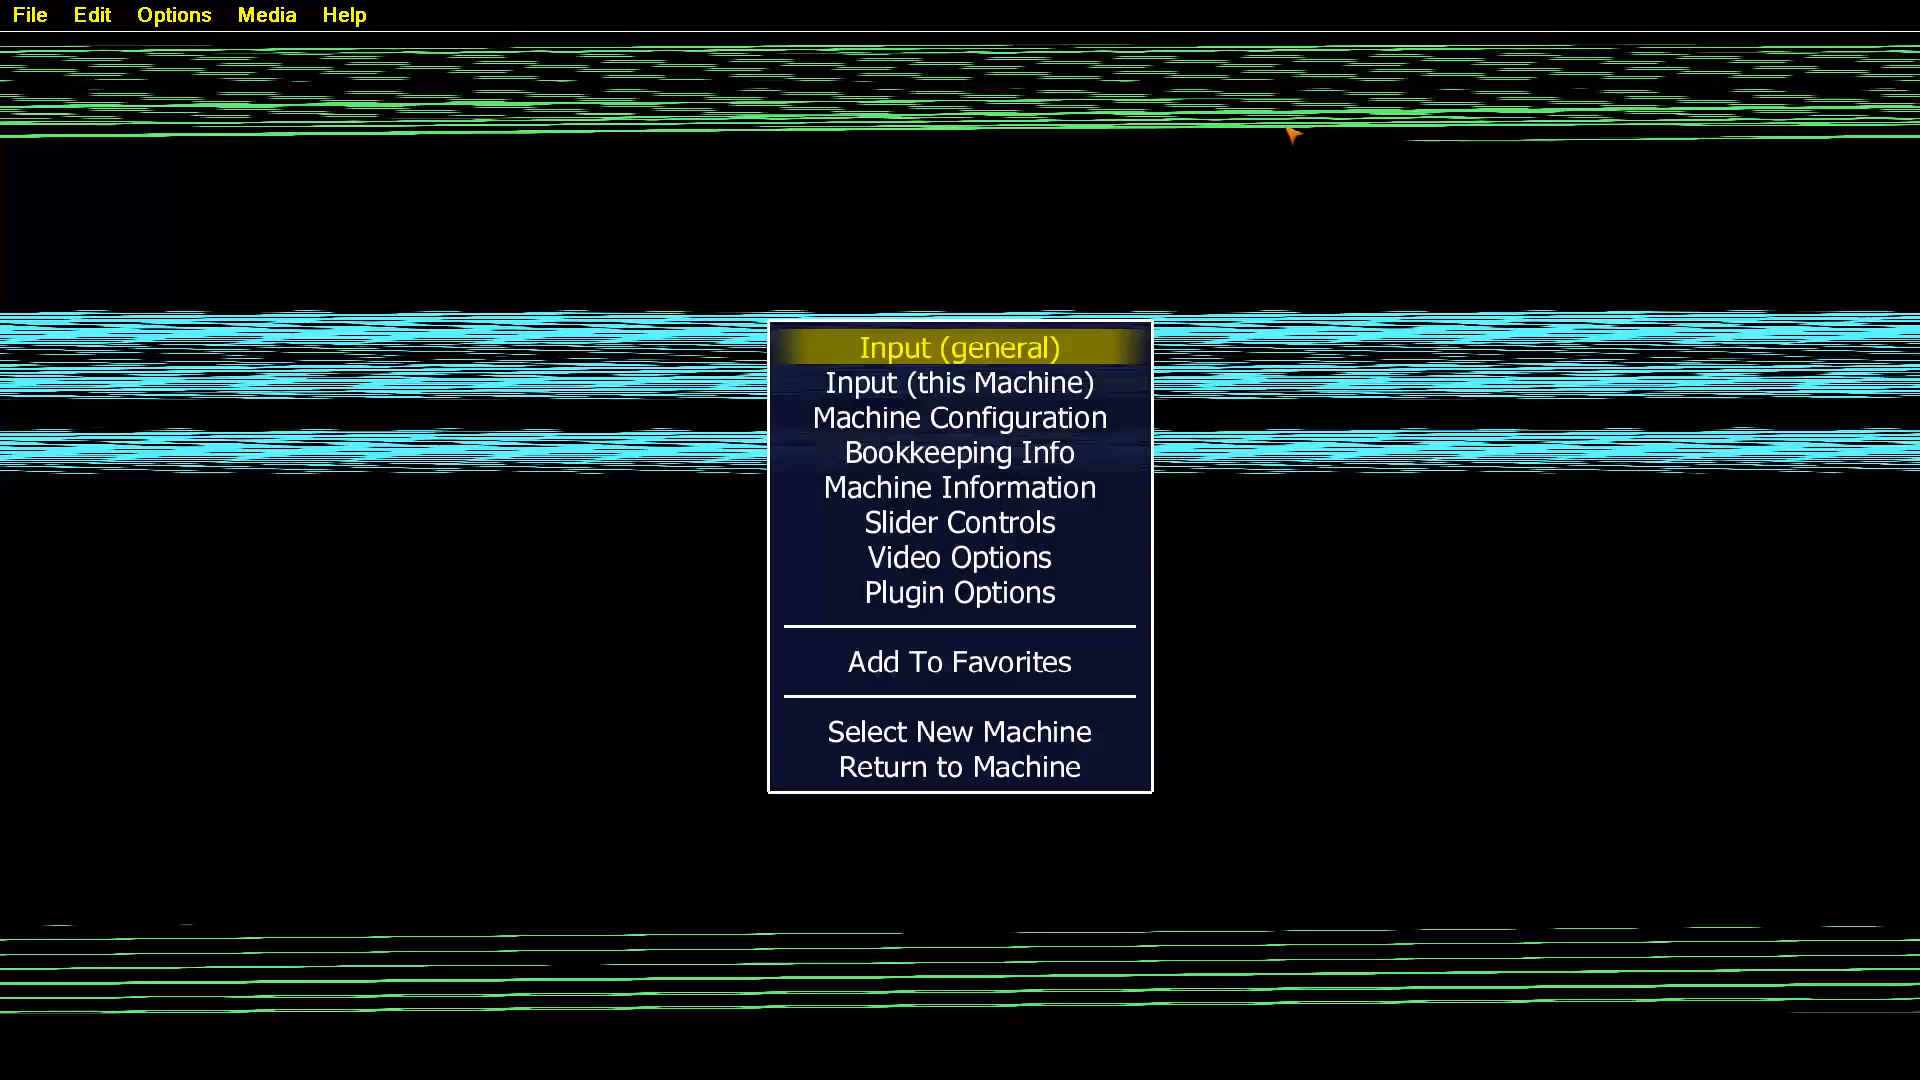 File Edit Options Media Help
Input (general)
Input (this Machine)
Machine Configuration
Bookkeeping Info
Machine Information
Slider Controls
Video Options
Plugin Options
Add To Favorites
Select New Machine
Return to Machine